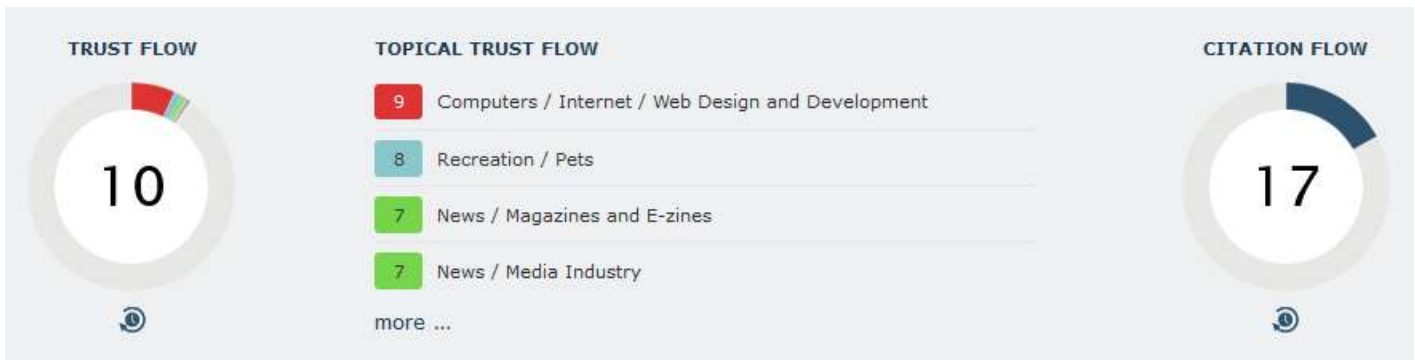 TRUST FLOW
10
TOPICAL TRUST FLOW
9 Computers / Internet / Web Design and Development
8 Recreation / Pets
7 News / Magazines and E-zines
7 News / Media Industry
more ...
CITATION FLOW
17